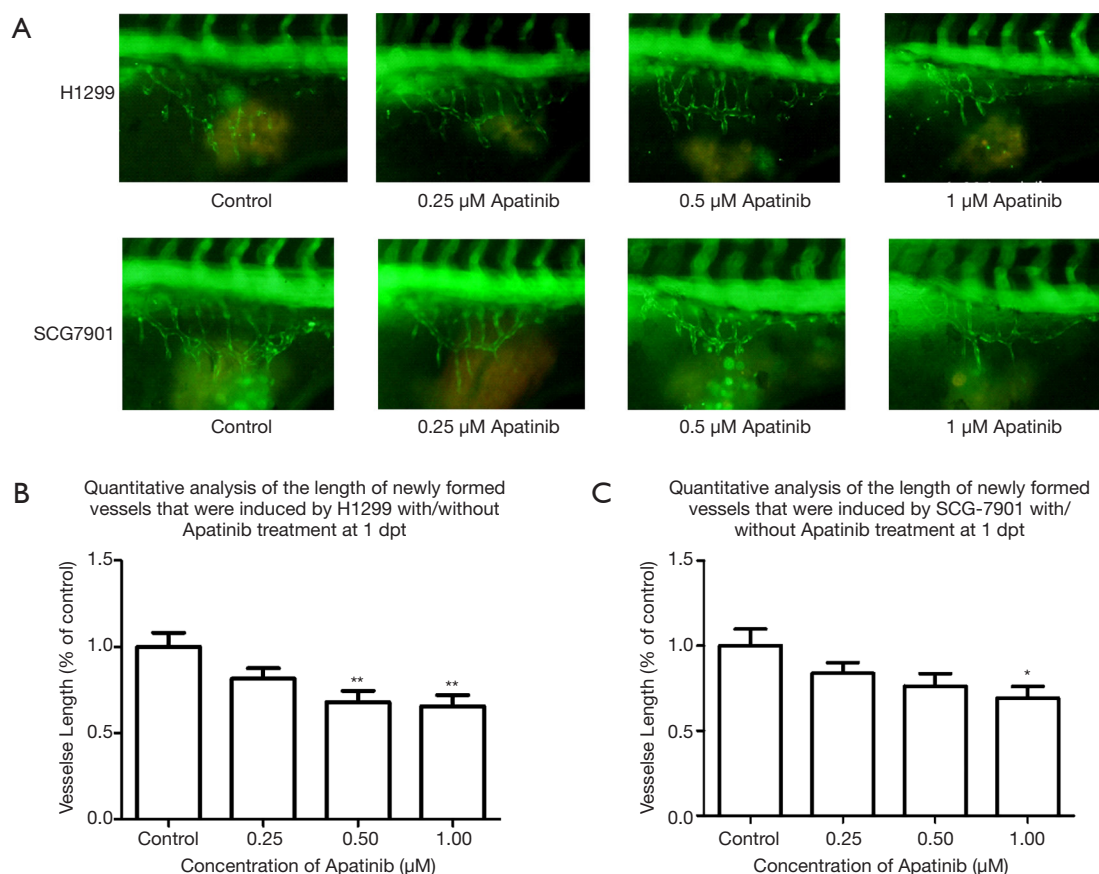 A
H1299
Control
0.25 µM Apatinib
0.5 µM Apatinib
1 µM Apatinib
SCG7901
Control
0.25 µM Apatinib
0.5 µM Apatinib
1 µM Apatinib
B
Quantitative analysis of the length of newly formed
vessels that were induced by H1299 with/without
Apatinib treatment at 1 dpt
Vesselse Length (% of control)
1.5
1.0
0.5
0.0
**
**
Control
0.25
0.50
1.00
Concentration of Apatinib (µM)
C
Quantitative analysis of the length of newly formed
vessels that were induced by SCG-7901 with/
without Apatinib treatment at 1 dpt
Vesselse Length (% of control)
1.5
1.0
0.5
0.0
*
Control
0.25
0.50
1.00
Concentration of Apatinib (µM)